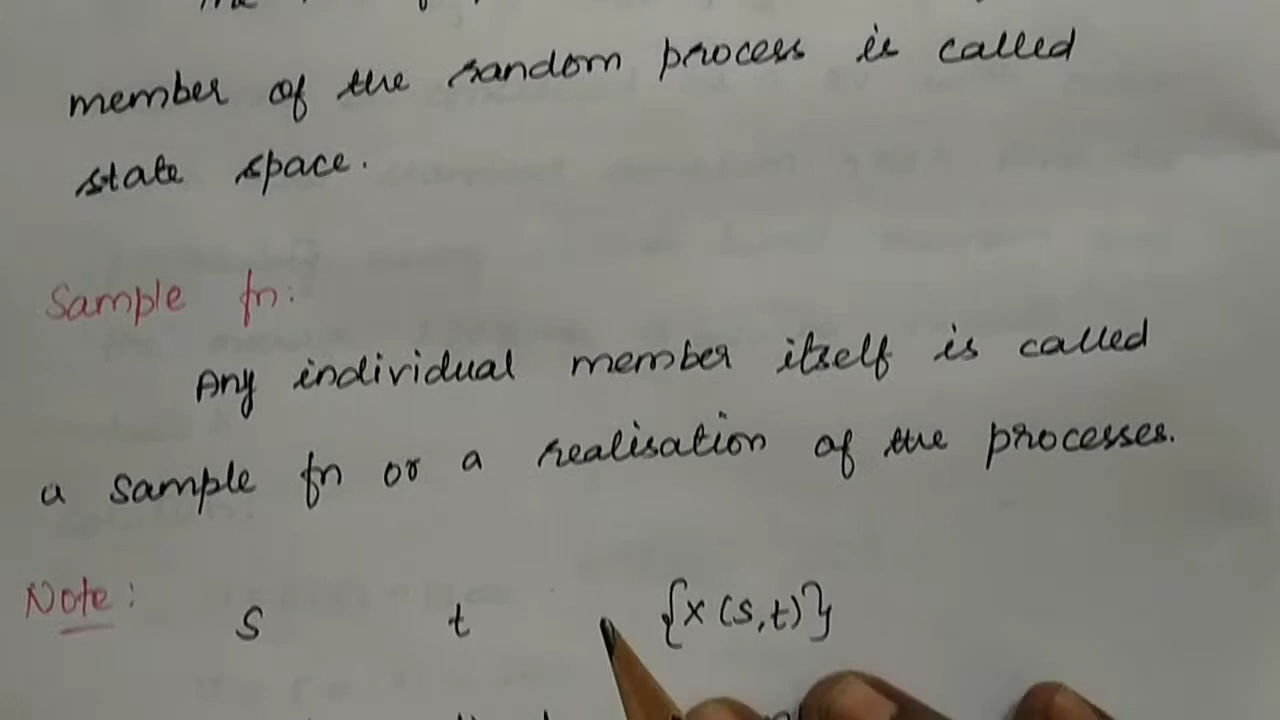 The
member of the random process is called
state space.
Sample fn:
Any individual member itself is called
a sample fn or a realisation of the processes.
Note: S t {x (s,t)}